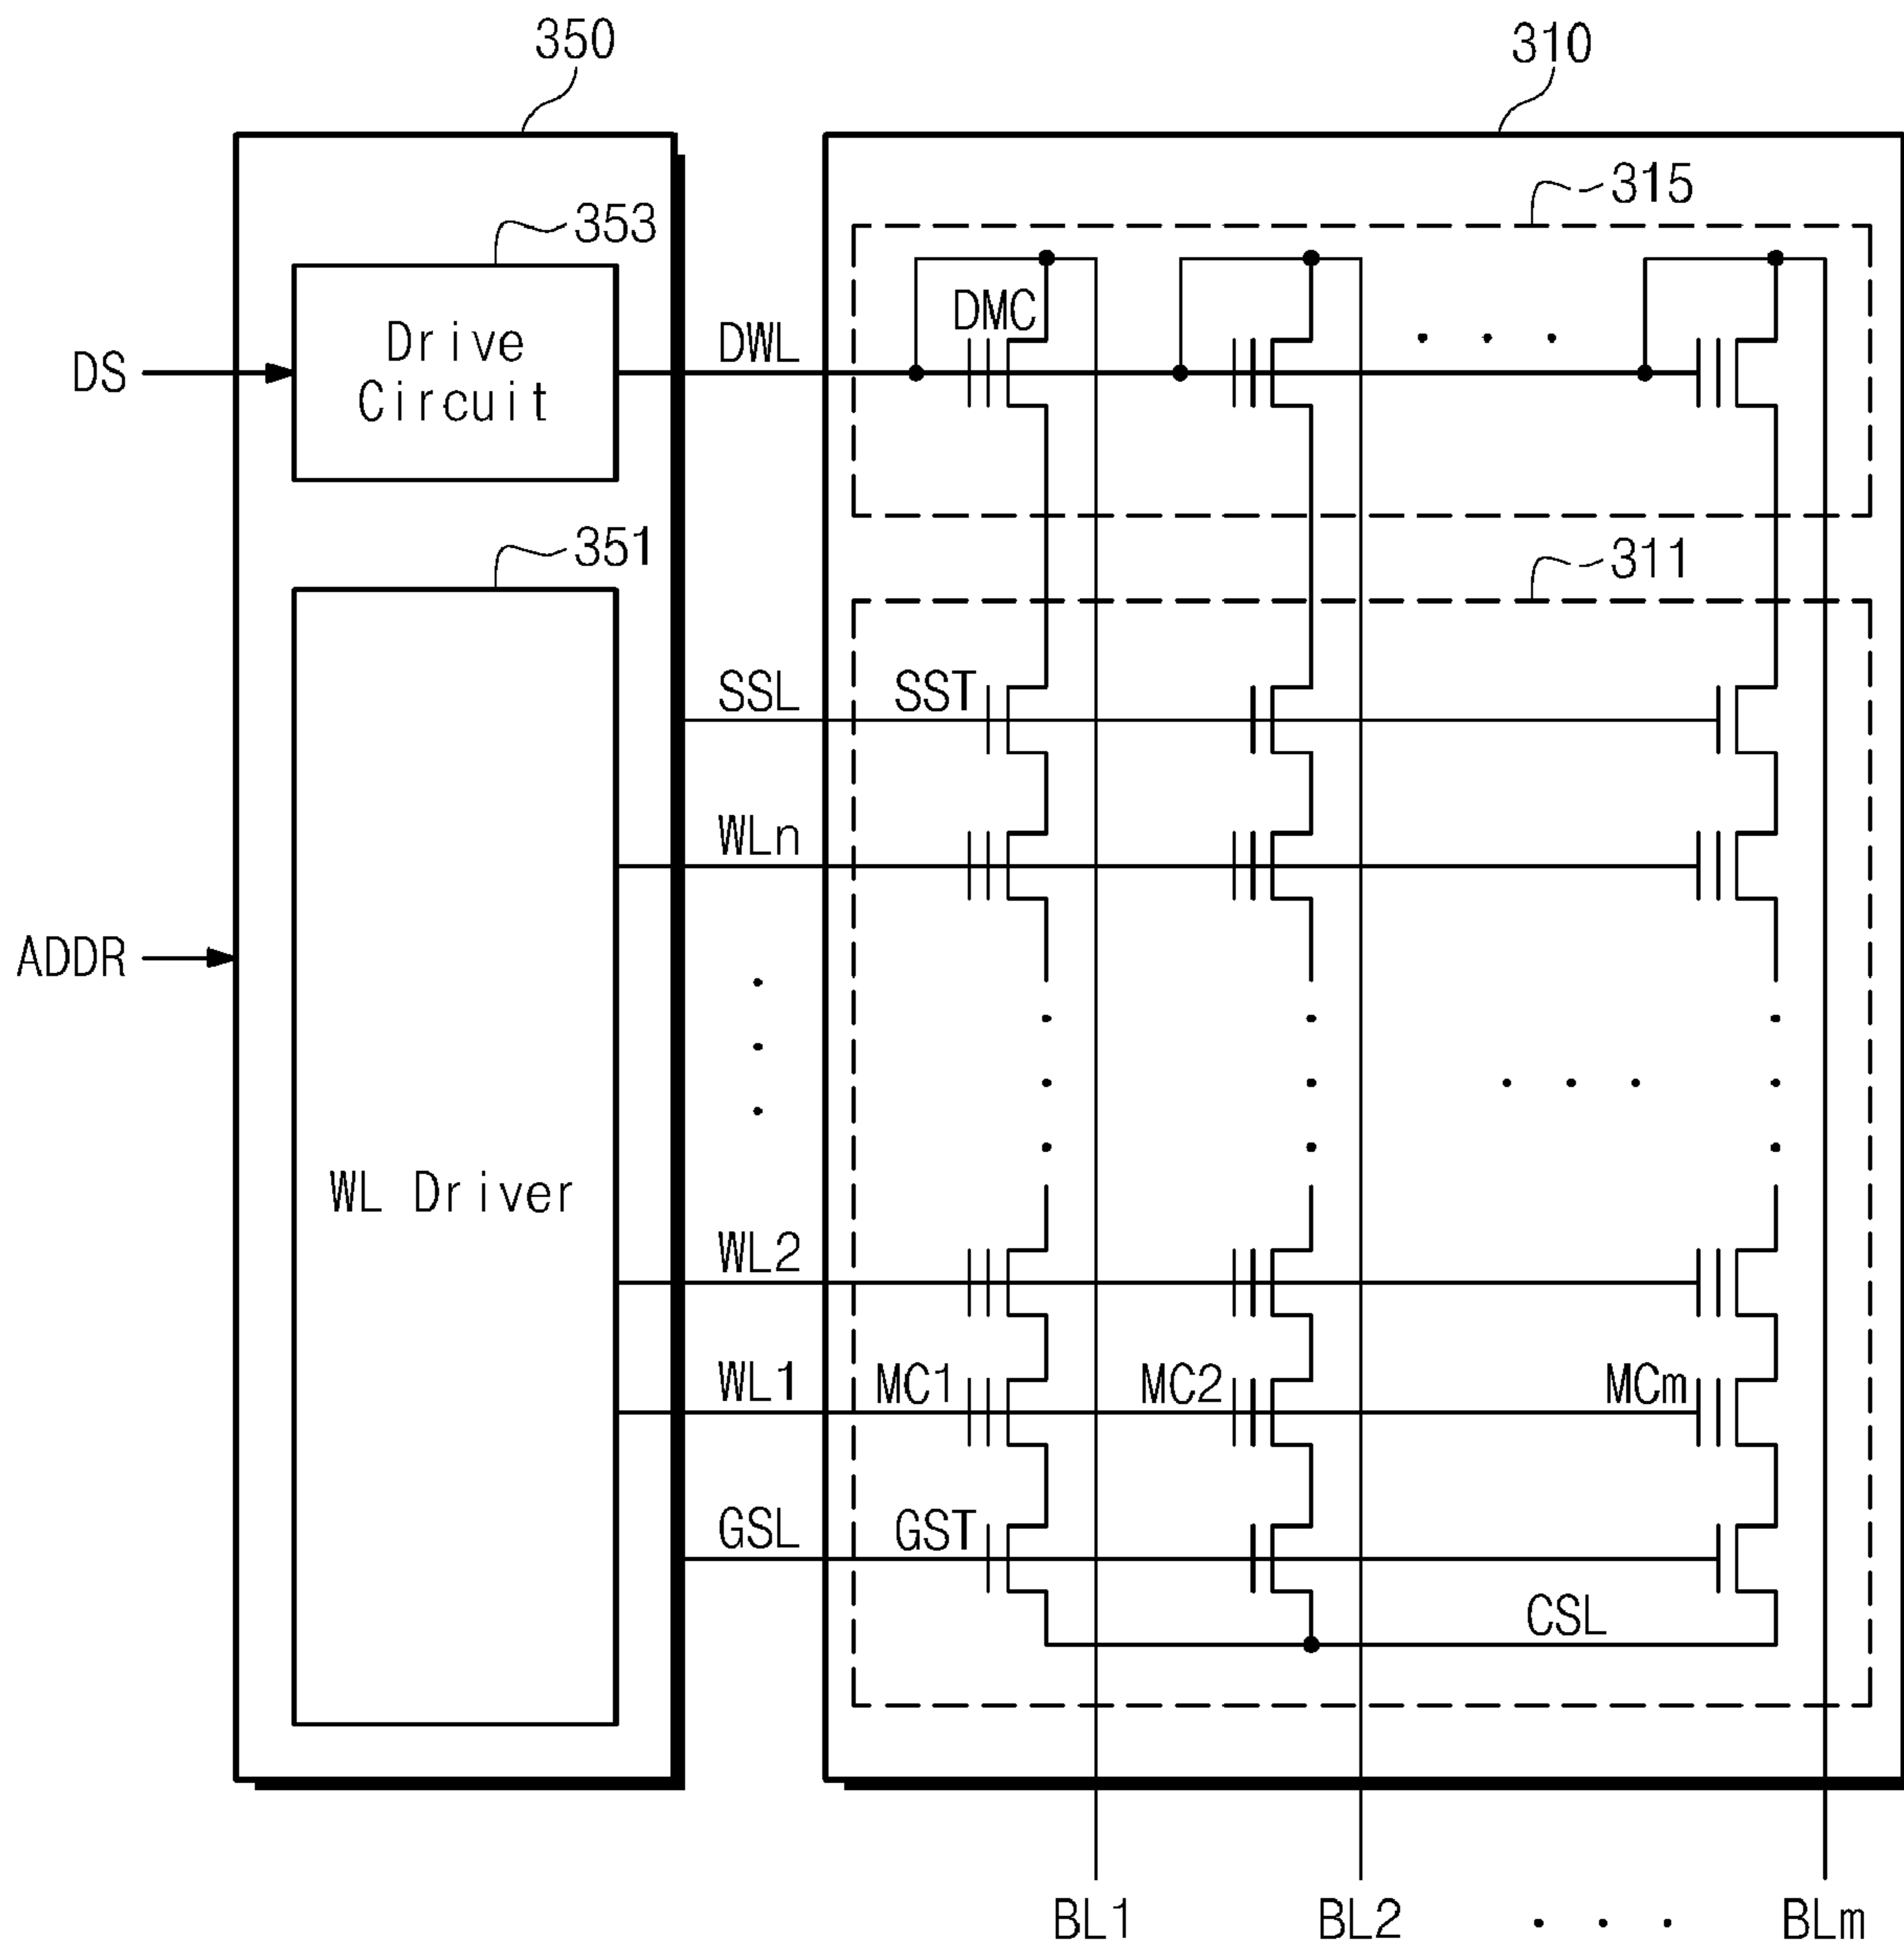 350
310
315
353
DMC
Drive
Circuit
DWL
DS
351
311
SSL
SST
WLn
ADDR
WL Driver
WL2
WL1
MC1
MC2
MCm
GSL
GST
CSL
BL1
BL2
. . .
BLm